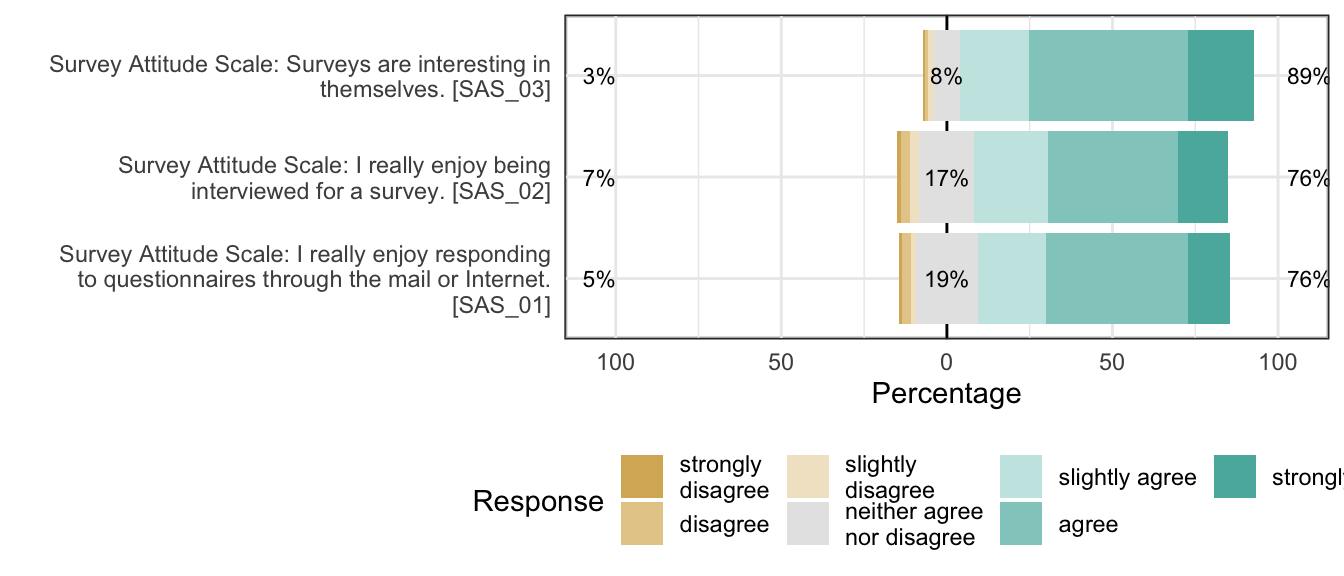 Survey Attitude Scale: Surveys are interesting in
themselves. [SAS_03]
3%
8%
89%
Survey Attitude Scale: I really enjoy being
interviewed for a survey. [SAS_02]
7%
17%
76%
Survey Attitude Scale: I really enjoy responding
to questionnaires through the mail or Internet.
[SAS_01]
5%
19%
76%
100
50
0
50
100
Percentage
Response
strongly
disagree
disagree
slightly
disagree
neither agree
nor disagree
slightly agree
agree
strongly